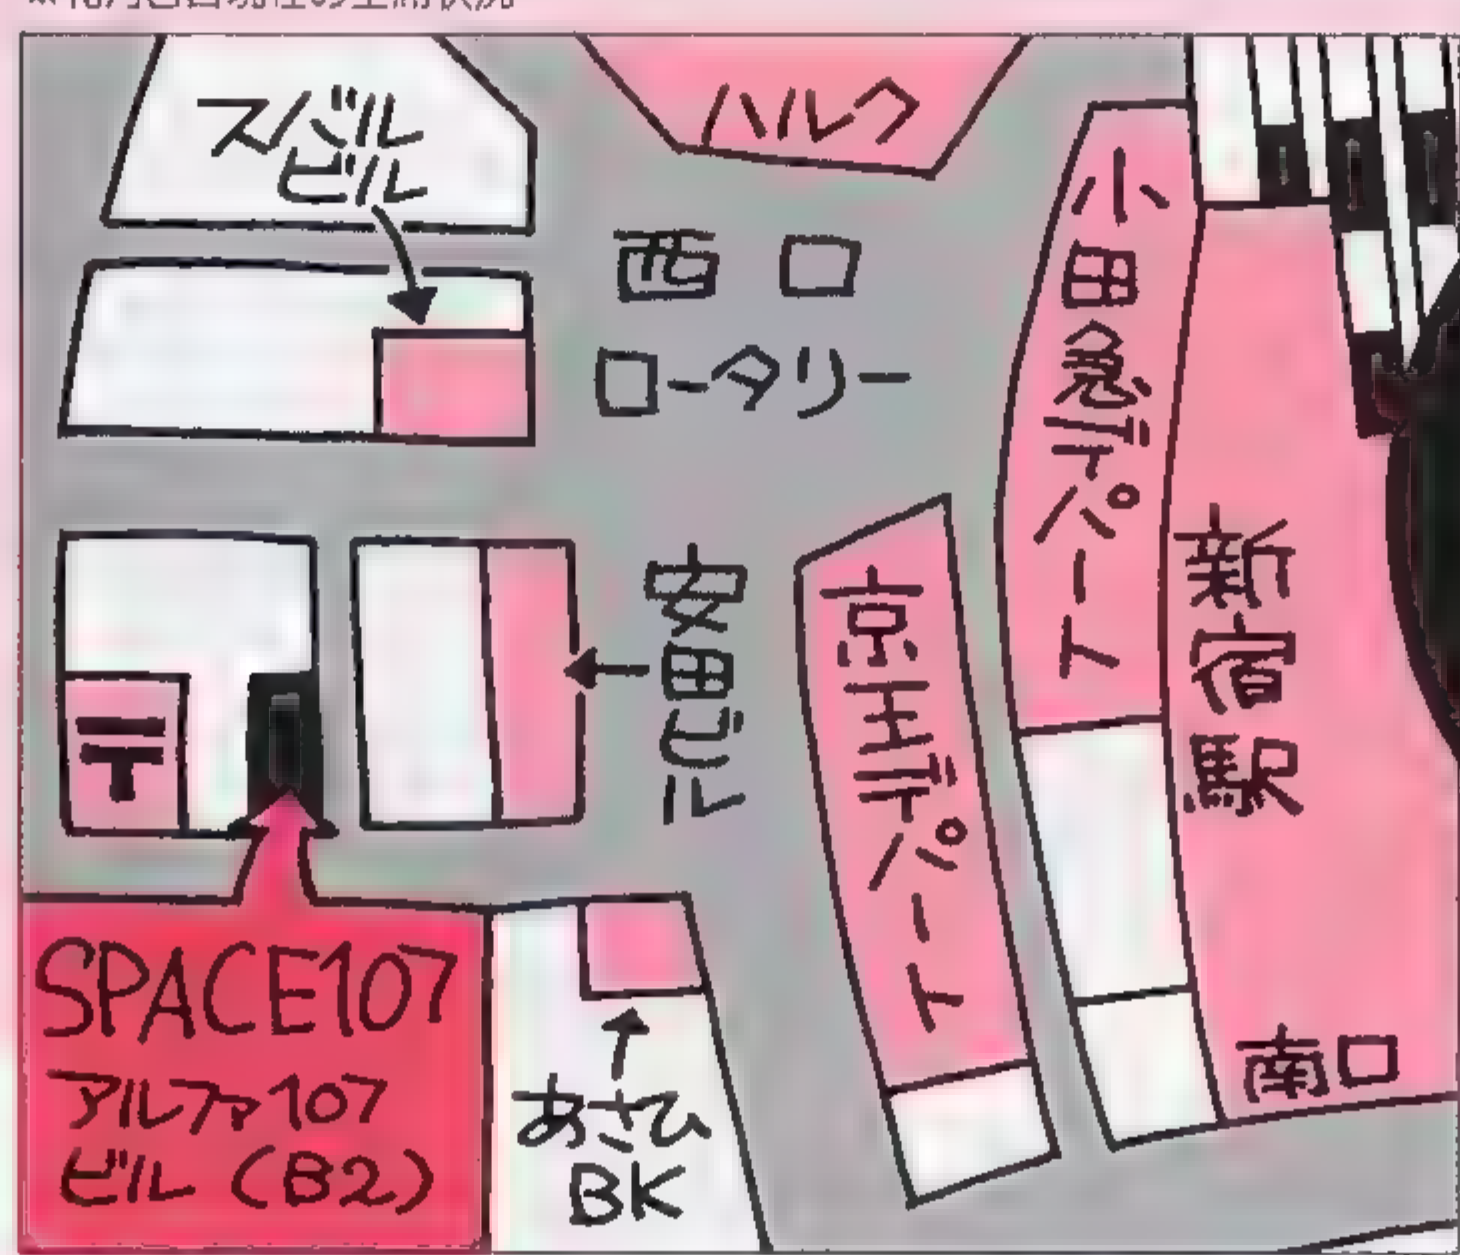 スバル
ビル
ハルク
西口
ロータリー
小田急デパート
新宿駅
南口
京王デパート
安田ビル
〒
SPACE107
アルファ107
ビル(B2)
あさひ
BK